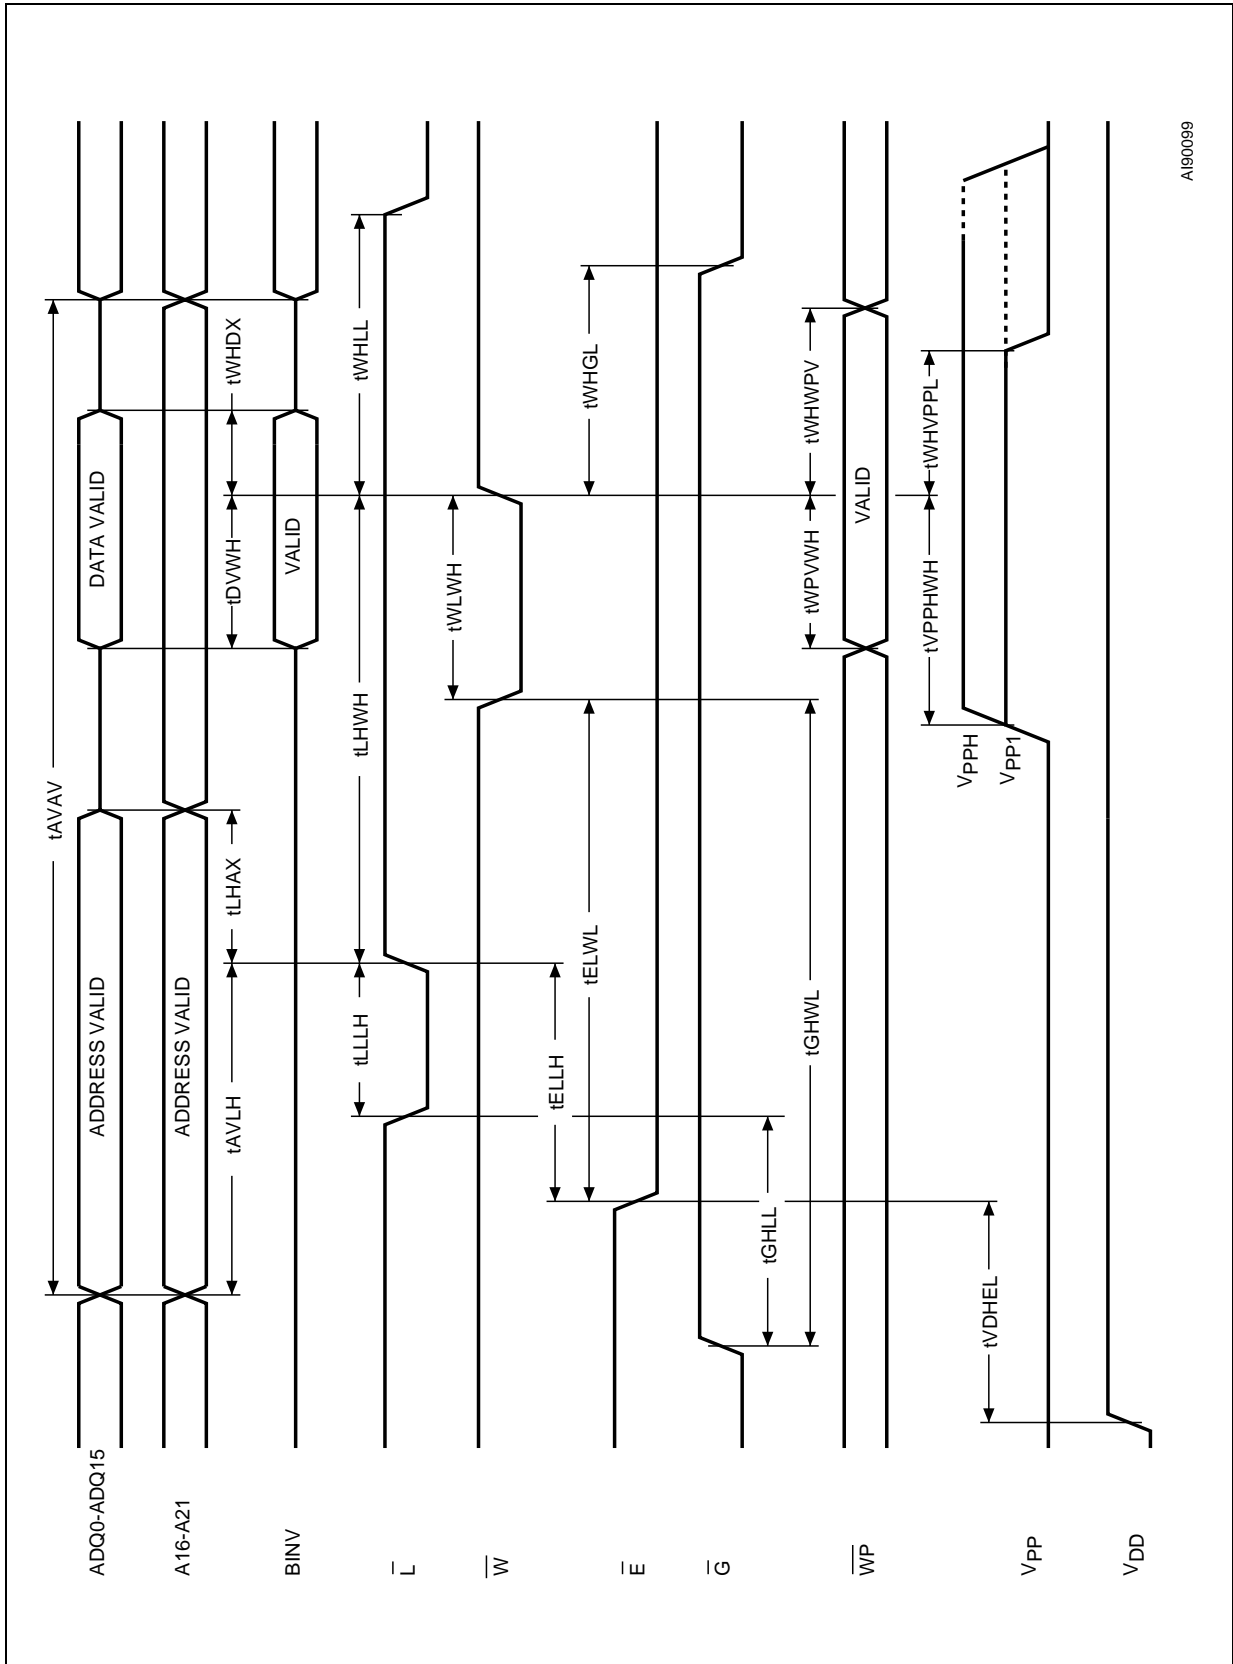 ADQ0-ADQ15
ADDRESS VALID
DATA VALID
tAVAV
A16-A21
ADDRESS VALID
tAVLH
tLHAX
tDVWH
tWHDX
BINV
VALID
L
tLLLH
tLHWH
tWHLL
W
tWLWH
tELLH
tELWL
tWHGL
E
G
tGHLL
tGHWL
tWPVWH
tWHWPV
WP
VALID
tVPPHWH
tWHVPPL
VPPH
VPP1
VPP
tVDHEL
VDD
AI90099